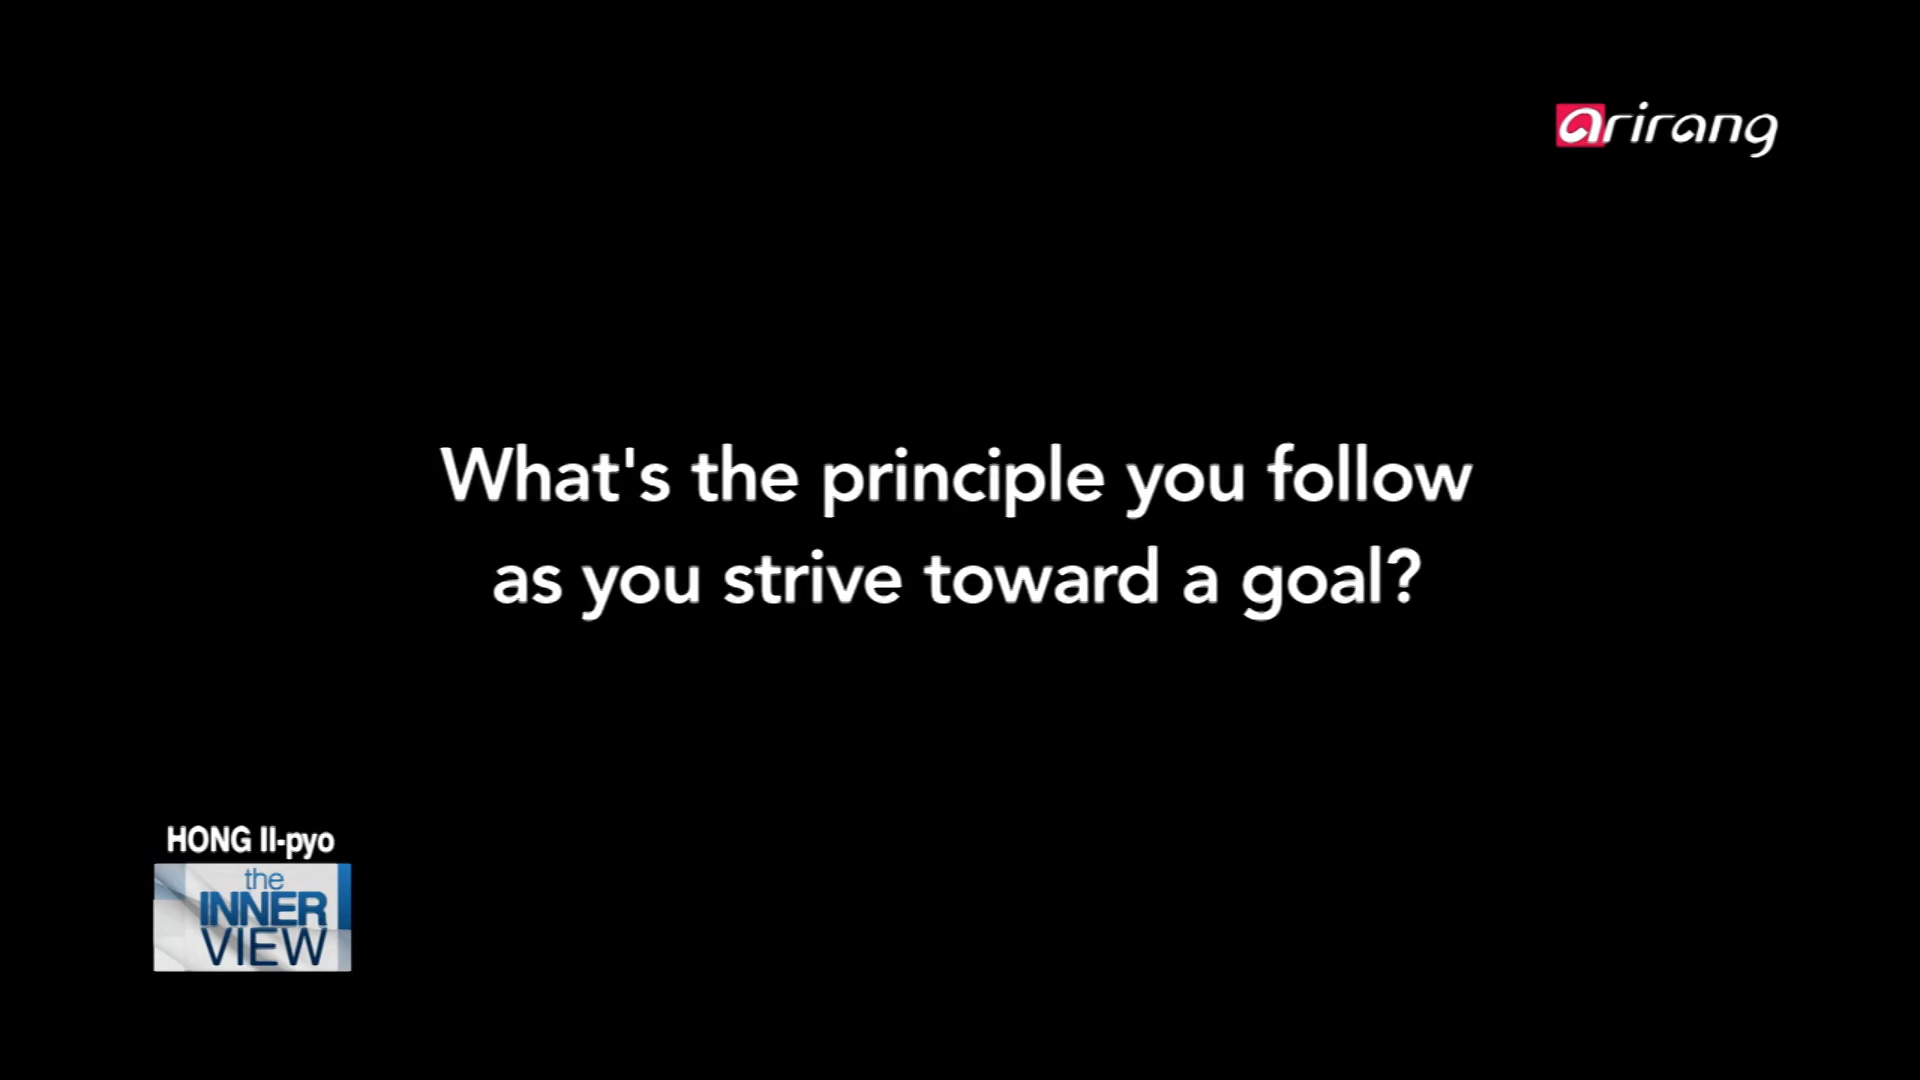 arirang
What's the principle you follow
as you strive toward a goal?
HONG Il-pyo
the
INNER
VIEW